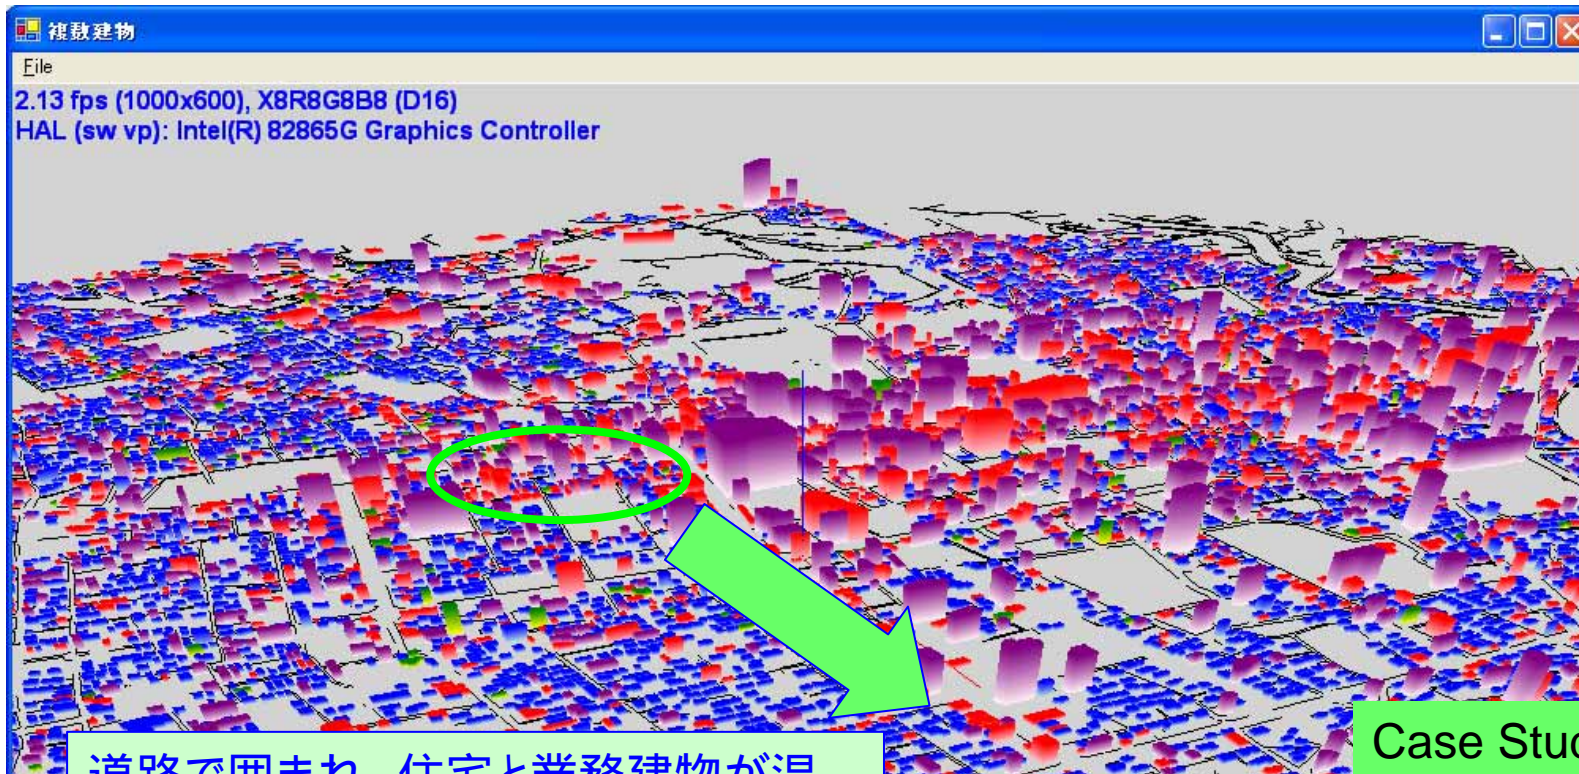 複数建物
File
2.13 fps (1000x600), X8R8G8B8 (D16)
HAL (sw vp): Intel(R) 82865G Graphics Controller
道路で囲まれ、住宅と業務建物が混
Case